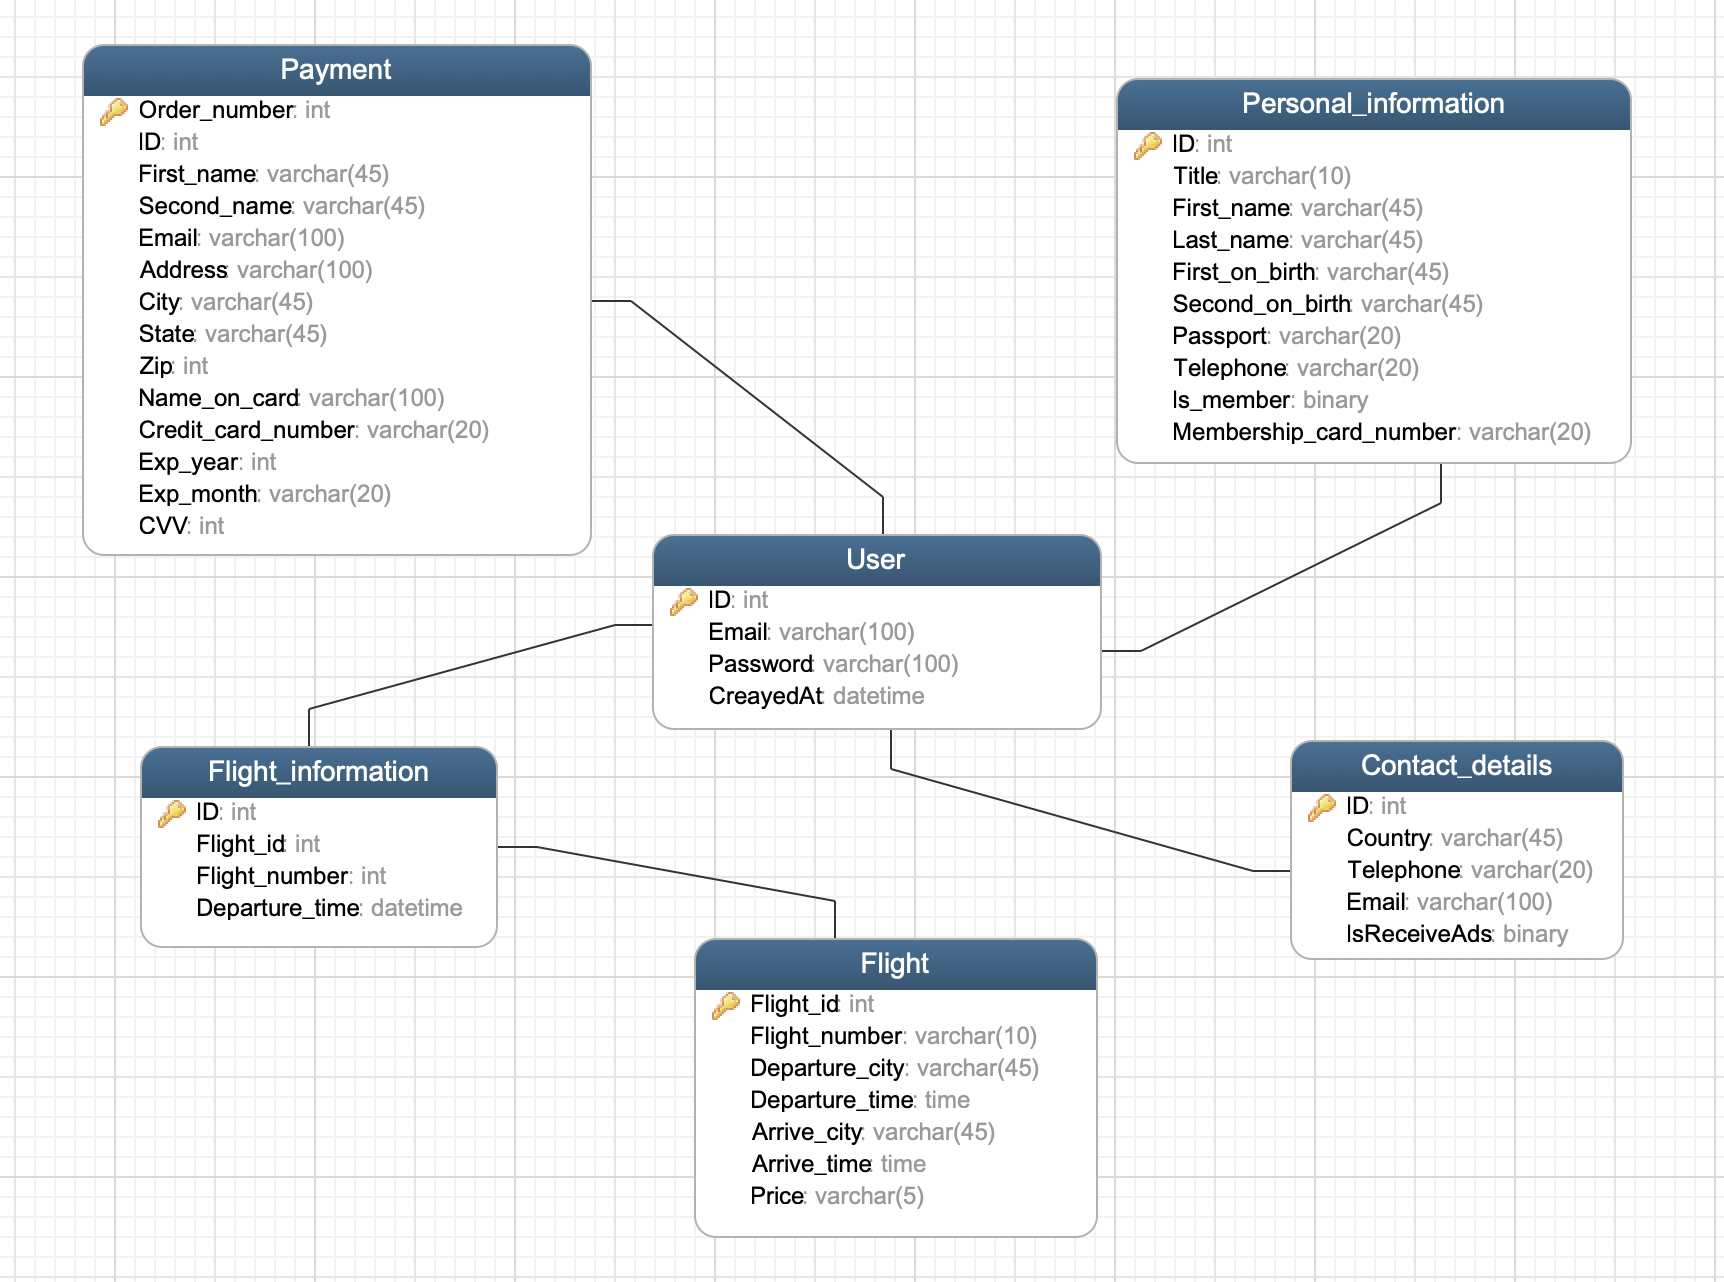 Payment
Order_number: int
ID: int
First_name: varchar(45)
Second_name: varchar(45)
Email: varchar(100)
Address: varchar(100)
City: varchar(45)
State: varchar(45)
Zip: int
Name_on_card: varchar(100)
Credit_card_number: varchar(20)
Exp_year: int
Exp_month: varchar(20)
CVV: int
Personal_information
ID: int
Title: varchar(10)
First_name: varchar(45)
Last_name: varchar(45)
First_on_birth: varchar(45)
Second_on_birth: varchar(45)
Passport: varchar(20)
Telephone: varchar(20)
Is_member: binary
Membership_card_number: varchar(20)
User
ID: int
Email: varchar(100)
Password: varchar(100)
CreayedAt: datetime
Flight_information
ID: int
Flight_id: int
Flight_number: int
Departure_time: datetime
Contact_details
ID: int
Country: varchar(45)
Telephone: varchar(20)
Email: varchar(100)
IsReceiveAds: binary
Flight
Flight_id: int
Flight_number: varchar(10)
Departure_city: varchar(45)
Departure_time: time
Arrive_city: varchar(45)
Arrive_time: time
Price: varchar(5)